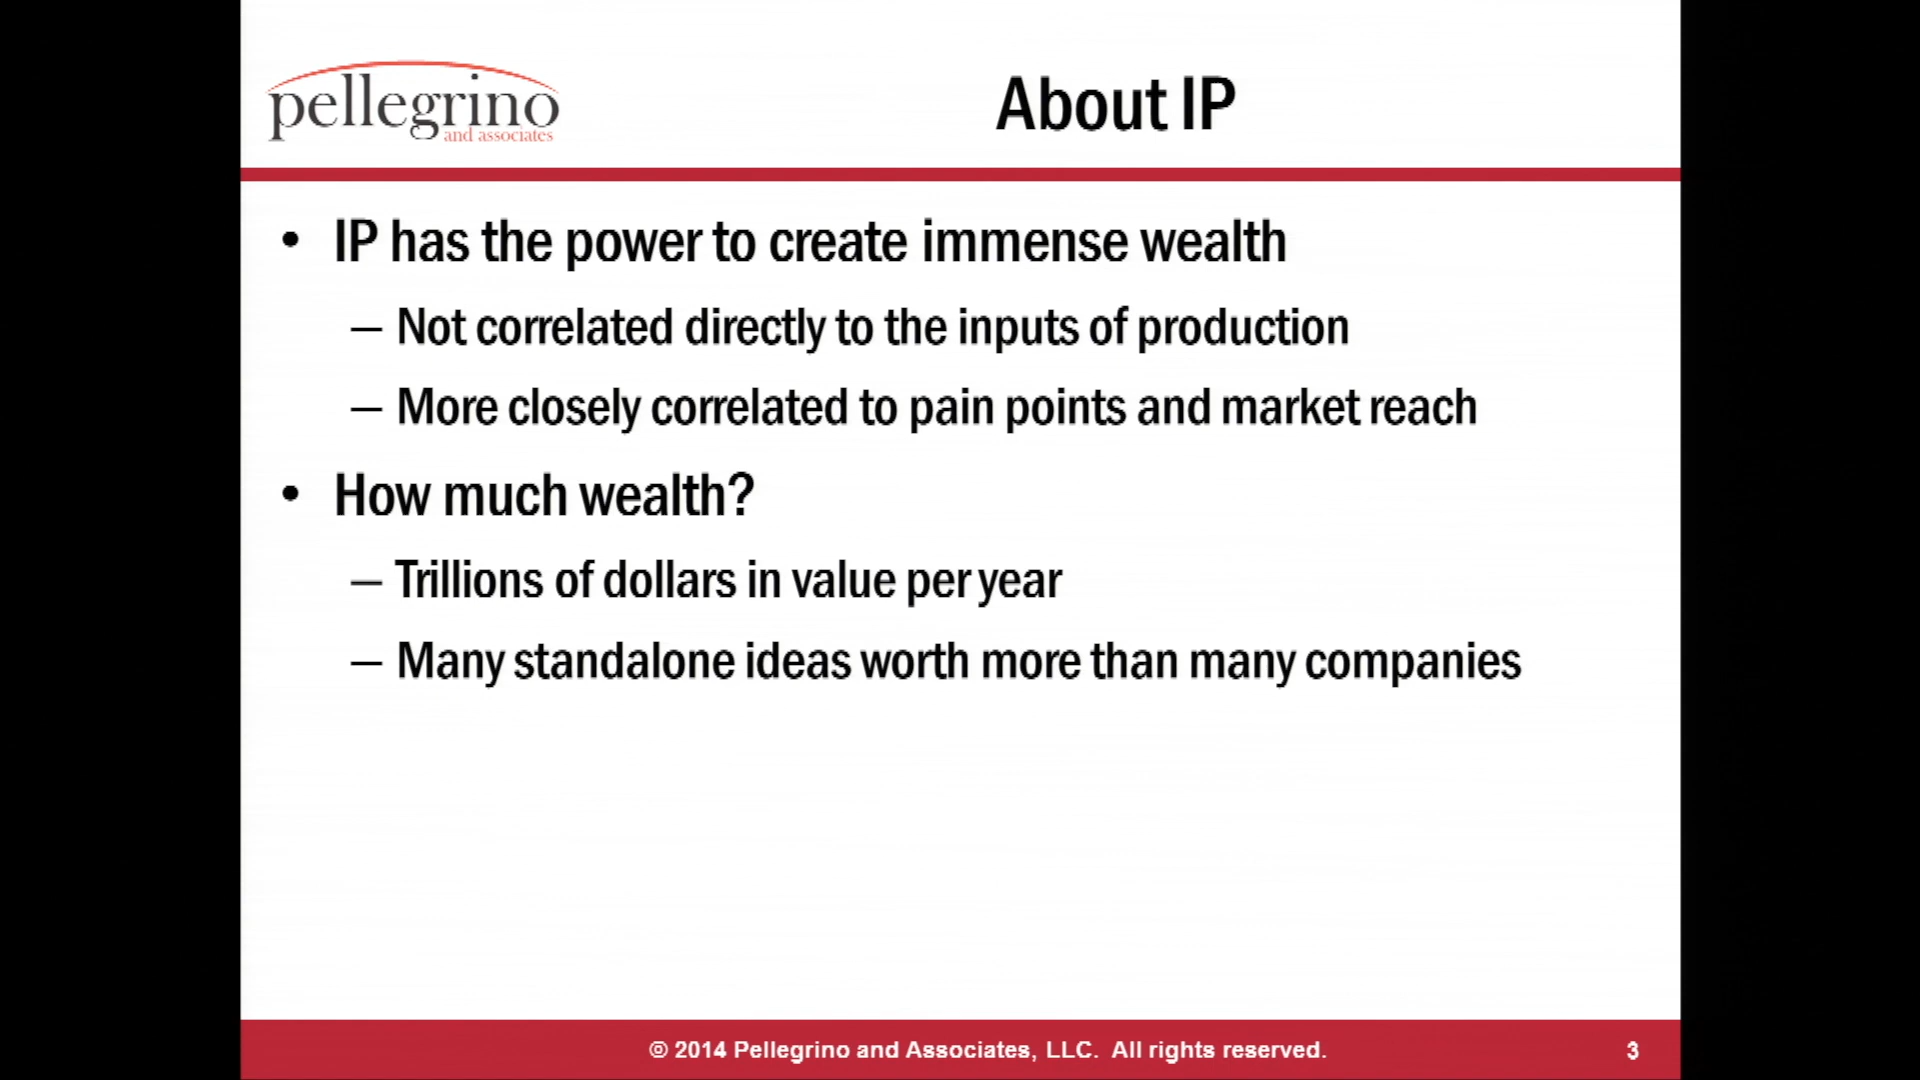 pellegrino
and associates
About IP
• IP has the power to create immense wealth
– Not correlated directly to the inputs of production
– More closely correlated to pain points and market reach
• How much wealth?
– Trillions of dollars in value per year
– Many standalone ideas worth more than many companies
© 2014 Pellegrino and Associates, LLC.  All rights reserved.
3